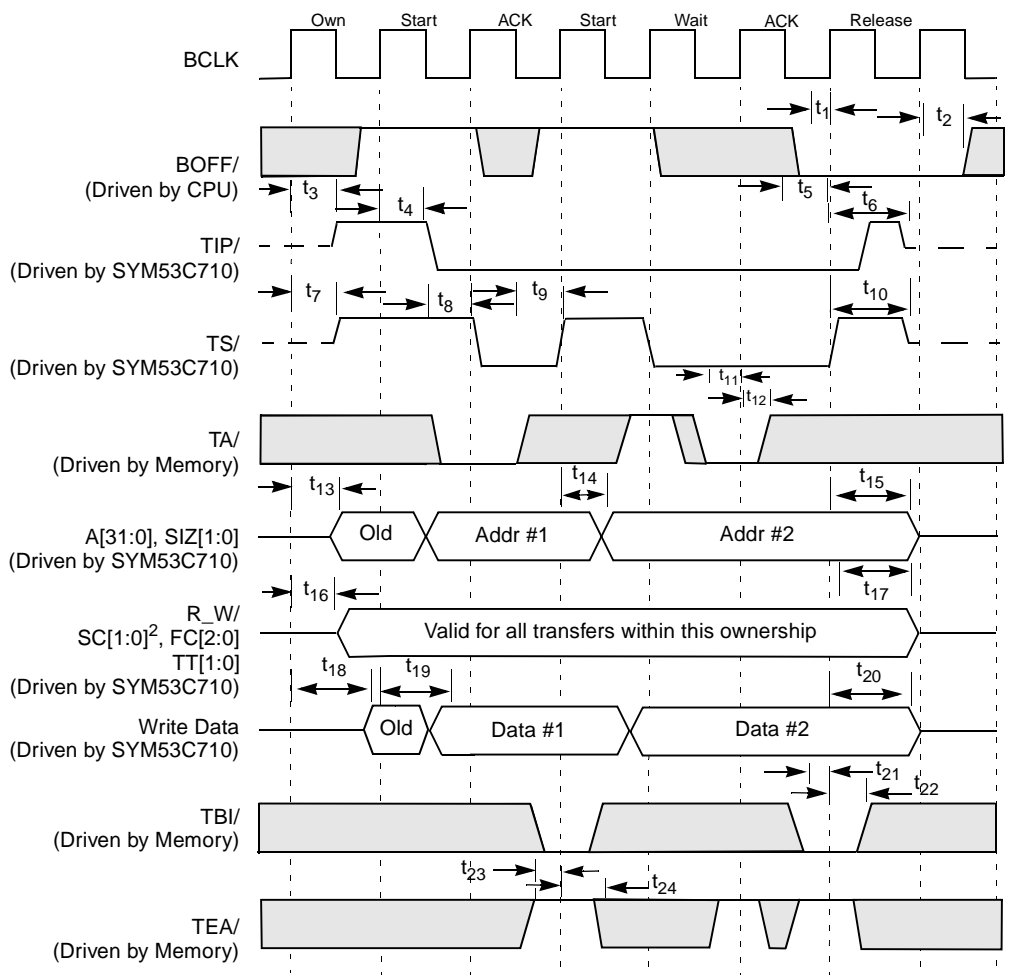 Own Start ACK Start Wait ACK Release
BCLK
t1
t2
BOFF/
(Driven by CPU)
t3
t5
t4
t6
TIP/
(Driven by SYM53C710)
t7
t8
t9
t10
TS/
(Driven by SYM53C710)
t11
t12
TA/
(Driven by Memory)
t13
t14
t15
A[31:0], SIZ[1:0]
(Driven by SYM53C710)
Old Addr #1 Addr #2
t16
t17
R_W/
SC[1:0]2, FC[2:0]
TT[1:0]
(Driven by SYM53C710)
Valid for all transfers within this ownership
t18
t19
t20
Write Data
(Driven by SYM53C710)
Old Data #1 Data #2
t21
t22
TBI/
(Driven by Memory)
t23
t24
TEA/
(Driven by Memory)